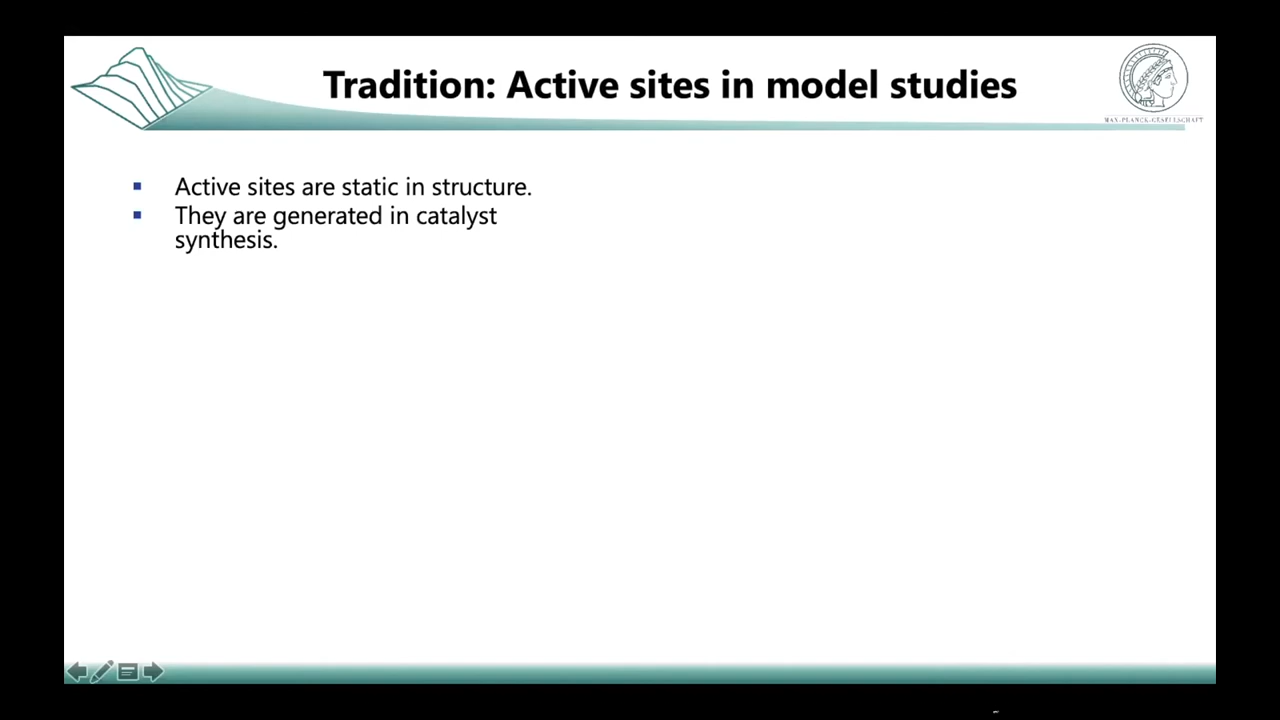 Tradition: Active sites in model studies
MAX-PLANCK-GESELLSCHAFT
Active sites are static in structure.
They are generated in catalyst
synthesis.